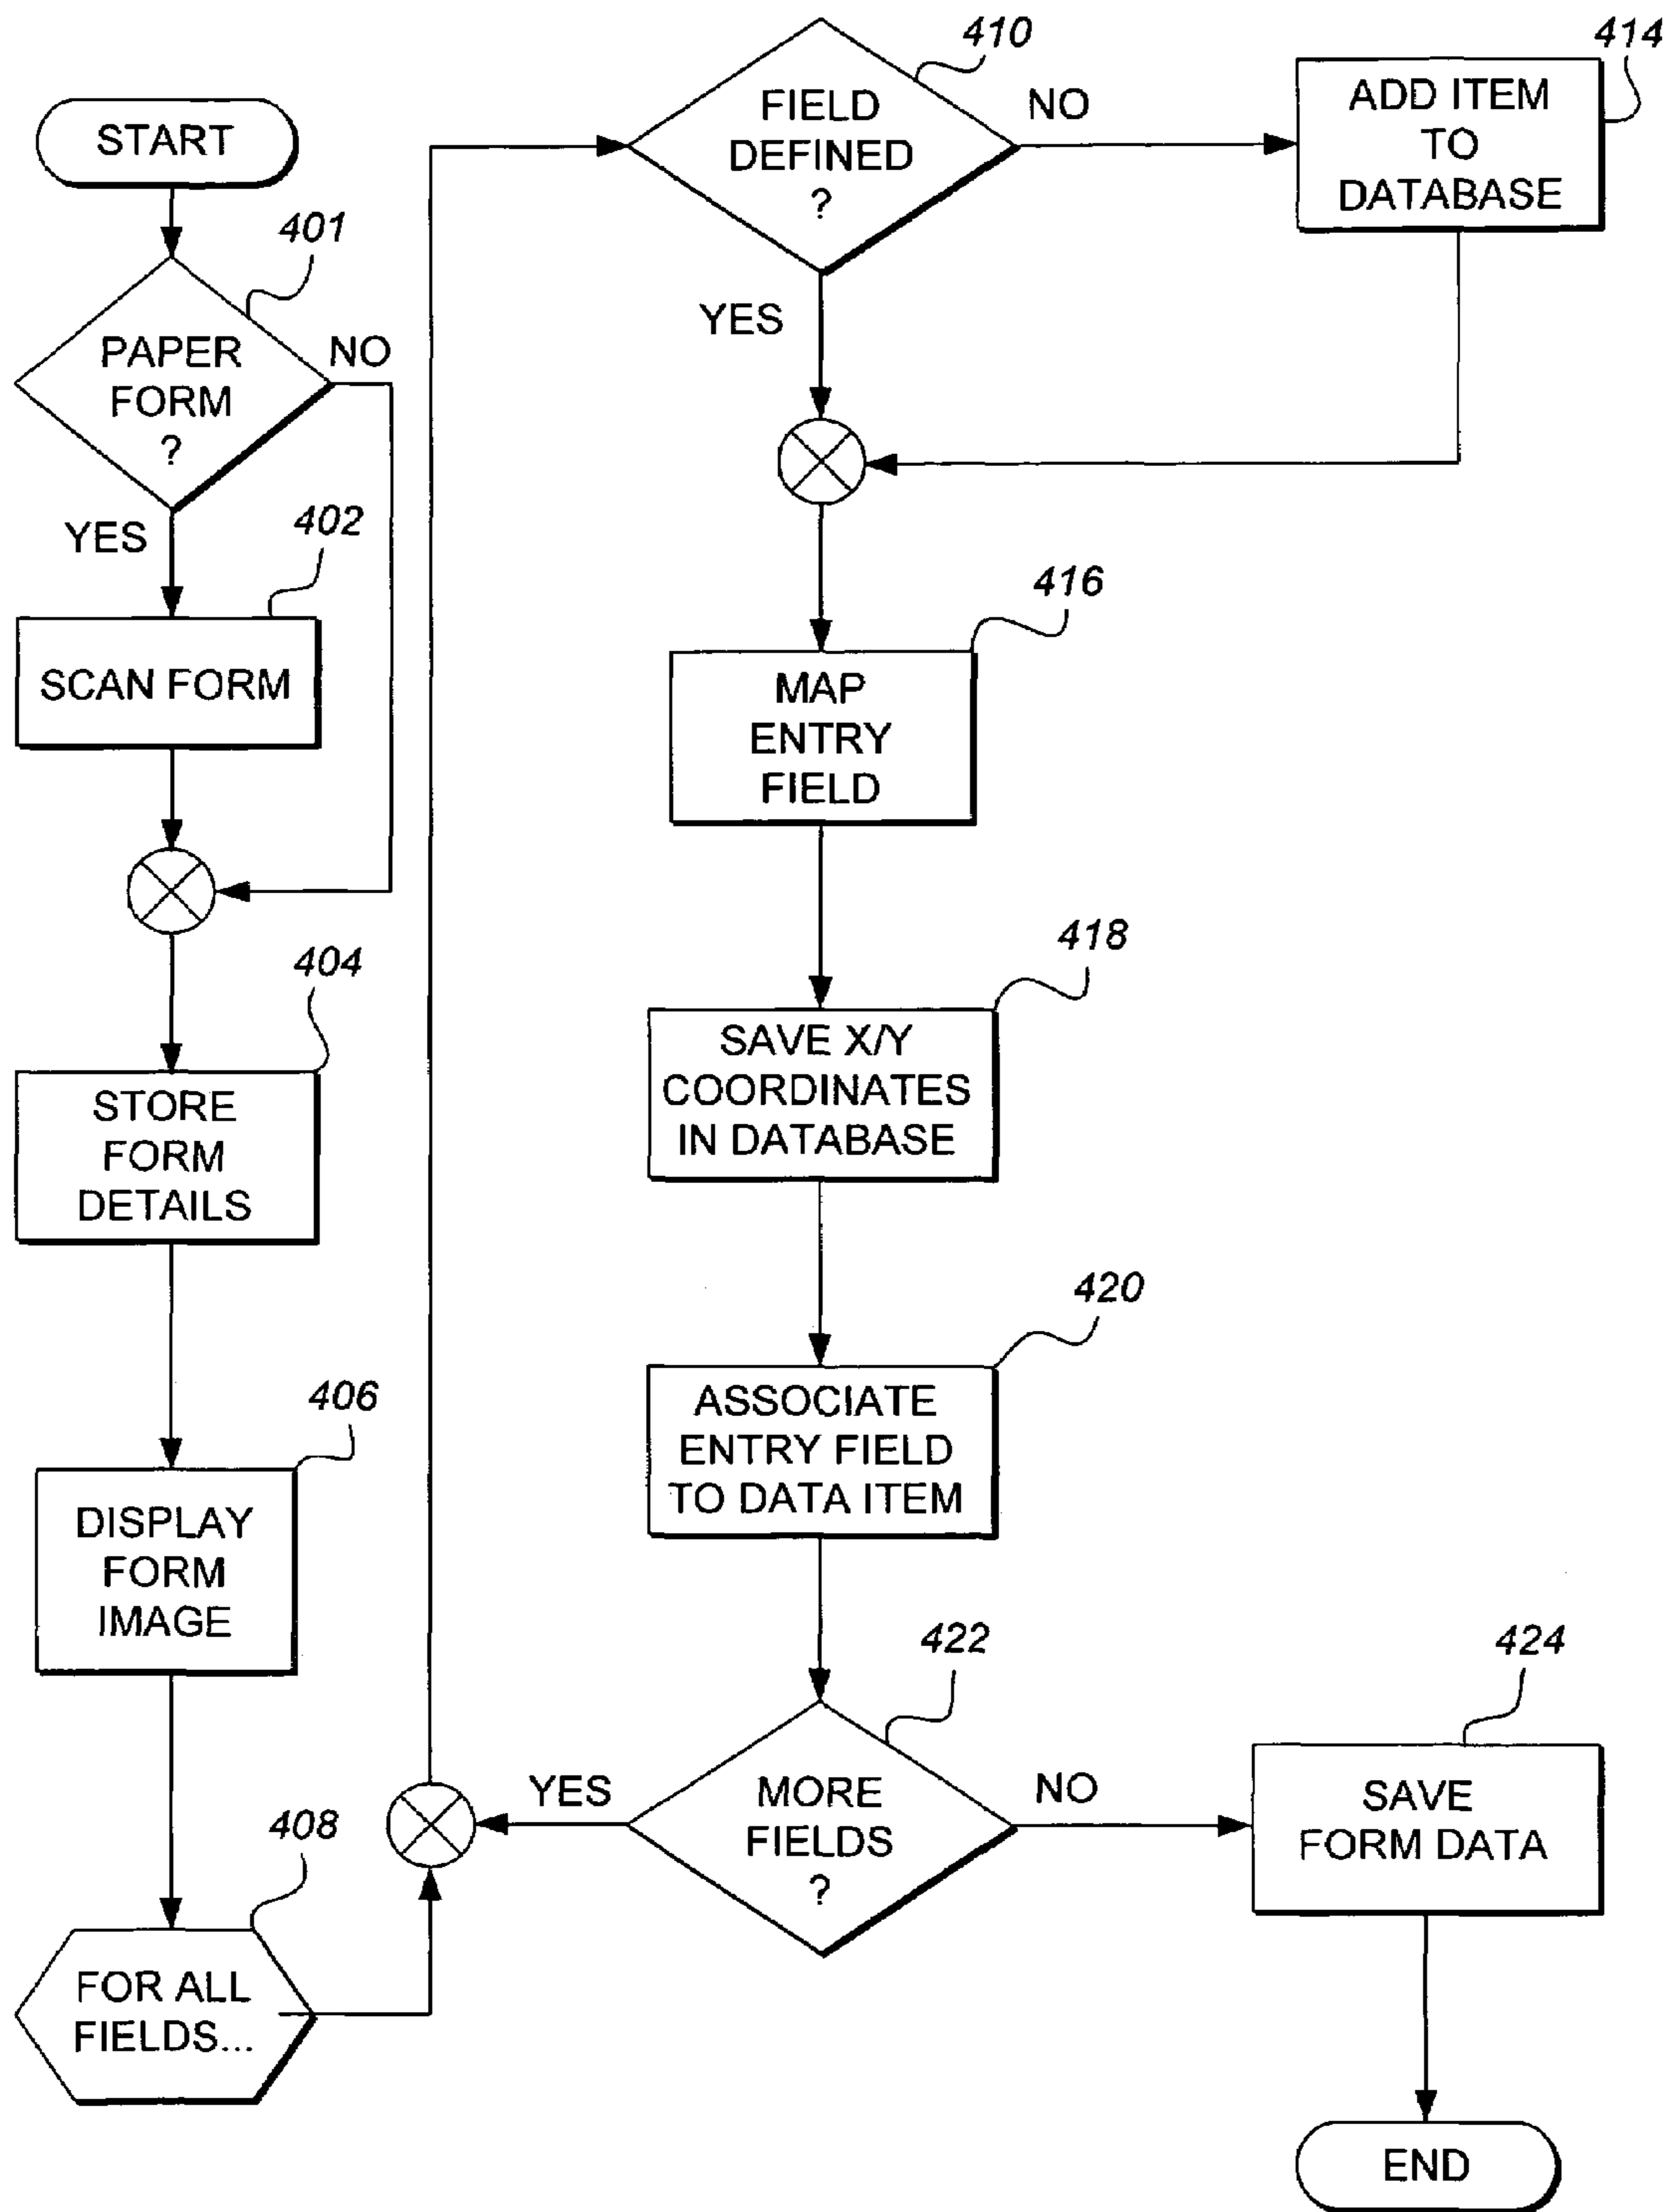 START
401
PAPER
FORM
?
NO
YES
402
SCAN FORM
404
STORE
FORM
DETAILS
406
DISPLAY
FORM
IMAGE
408
FOR ALL
FIELDS...
410
FIELD
DEFINED
?
NO
YES
414
ADD ITEM
TO
DATABASE
416
MAP
ENTRY
FIELD
418
SAVE X/Y
COORDINATES
IN DATABASE
420
ASSOCIATE
ENTRY FIELD
TO DATA ITEM
422
MORE
FIELDS
?
YES
NO
424
SAVE
FORM DATA
END